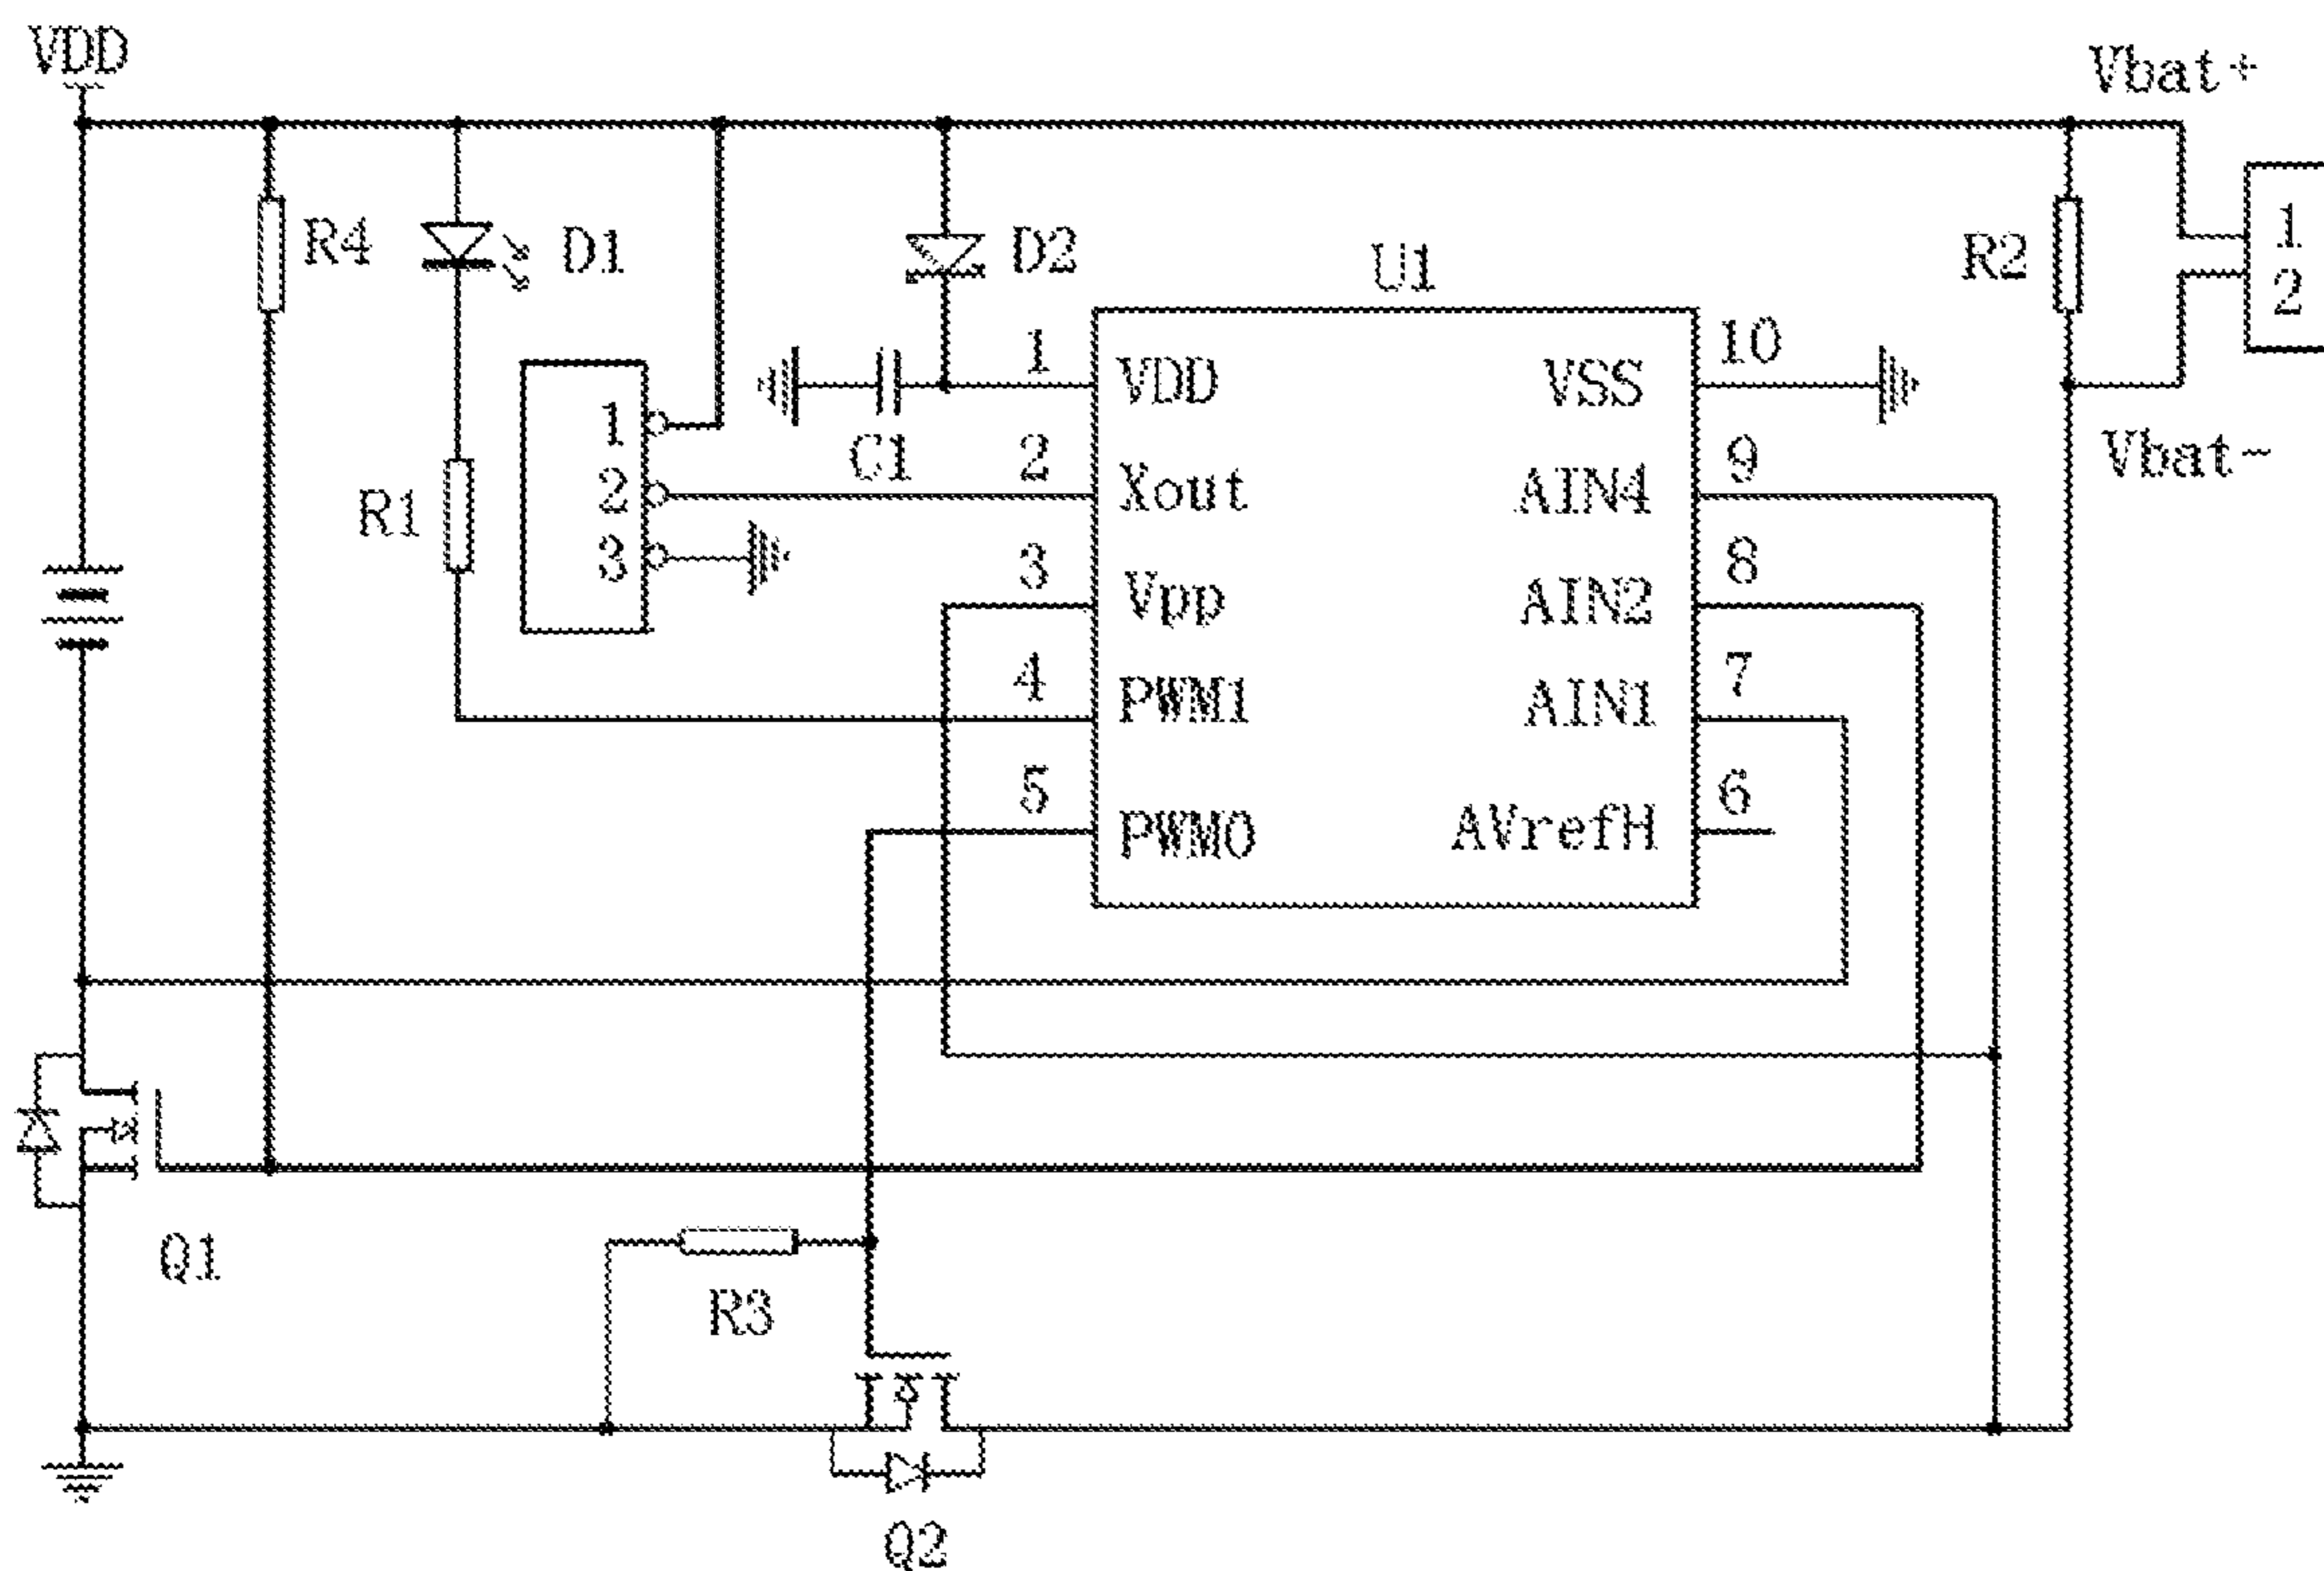 VDD
Vbat+
R4
D1
D2
U1
R2
1
2
1
VDD
VSS
10
1
2
3
C1
2
Xout
AIN4
9
Vbat-
R1
3
Vpp
AIN2
8
4
PWM1
AIN1
7
5
PWM0
AVrefH
6
Q1
R3
Q2